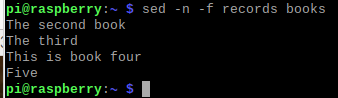 pi@raspberry:~ $ sed -n -f records books
The second book
The third
This is book four
Five
pi@raspberry:~ $